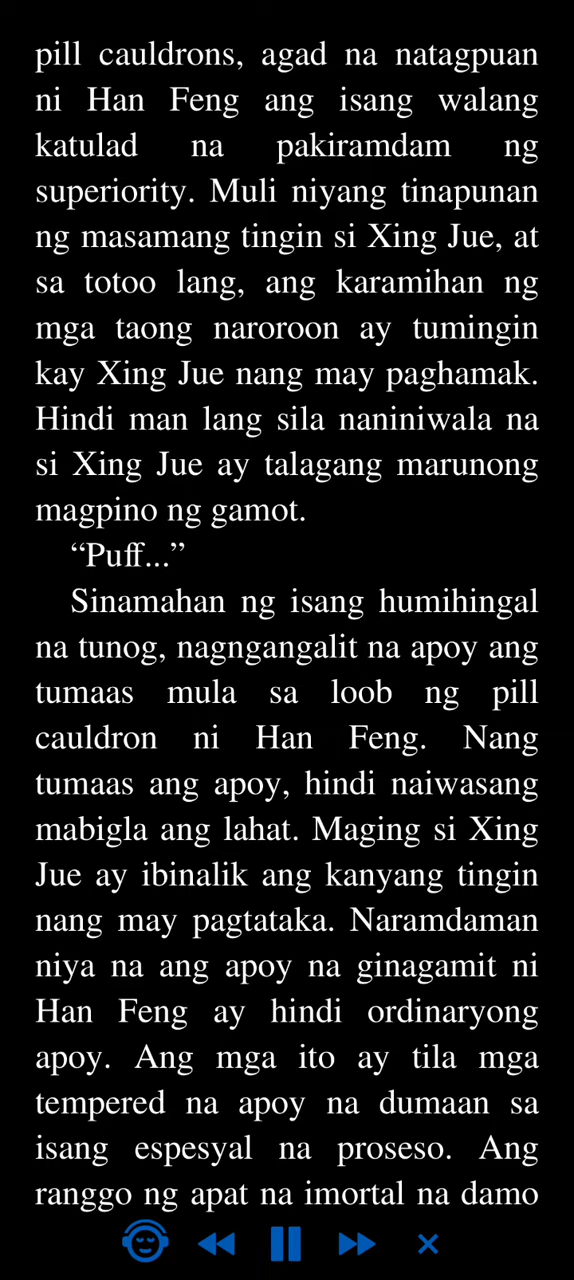 pill cauldrons, agad na natagpuan
ni Han Feng ang isang walang
katulad na pakiramdam ng
superiority. Muli niyang tinapunan
ng masamang tingin si Xing Jue, at
sa totoo lang, ang karamihan ng
mga taong naroroon ay tumingin
kay Xing Jue nang may paghamak.
Hindi man lang sila naniniwala na
si Xing Jue ay talagang marunong
magpino ng gamot.
“Puff...”
Sinamahan ng isang humihingal
na tunog, nagngangalit na apoy ang
tumaas mula sa loob ng pill
cauldron ni Han Feng. Nang
tumaas ang apoy, hindi naiwasang
mabigla ang lahat. Maging si Xing
Jue ay ibinalik ang kanyang tingin
nang may pagtataka. Naramdaman
niya na ang apoy na ginagamit ni
Han Feng ay hindi ordinaryong
apoy. Ang mga ito ay tila mga
tempered na apoy na dumaan sa
isang espesyal na proseso. Ang
ranggo ng apat na imortal na damo